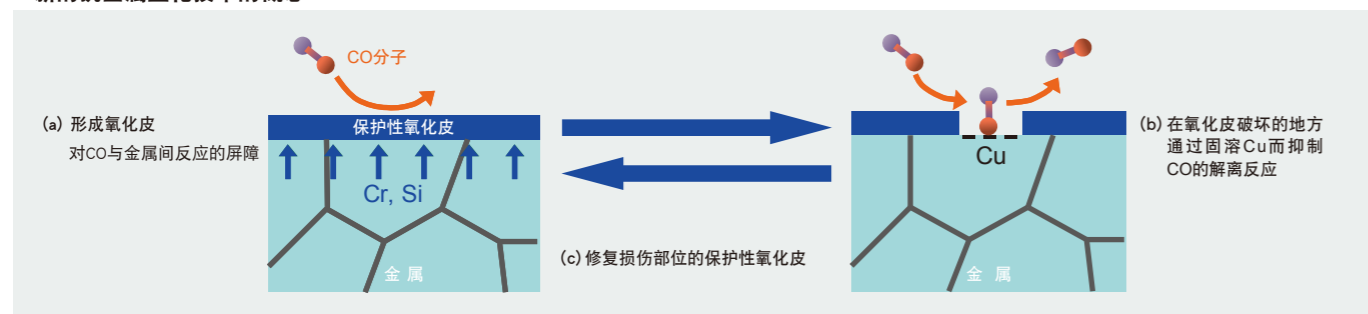 CO分子
(a) 形成氧化皮
对CO与金属间反应的屏障
保护性氧化皮
Cr, Si
金 属
(c) 修复损伤部位的保护性氧化皮
Cu
金 属
(b) 在氧化皮破坏的地方
通过固溶Cu而抑制
CO的解离反应